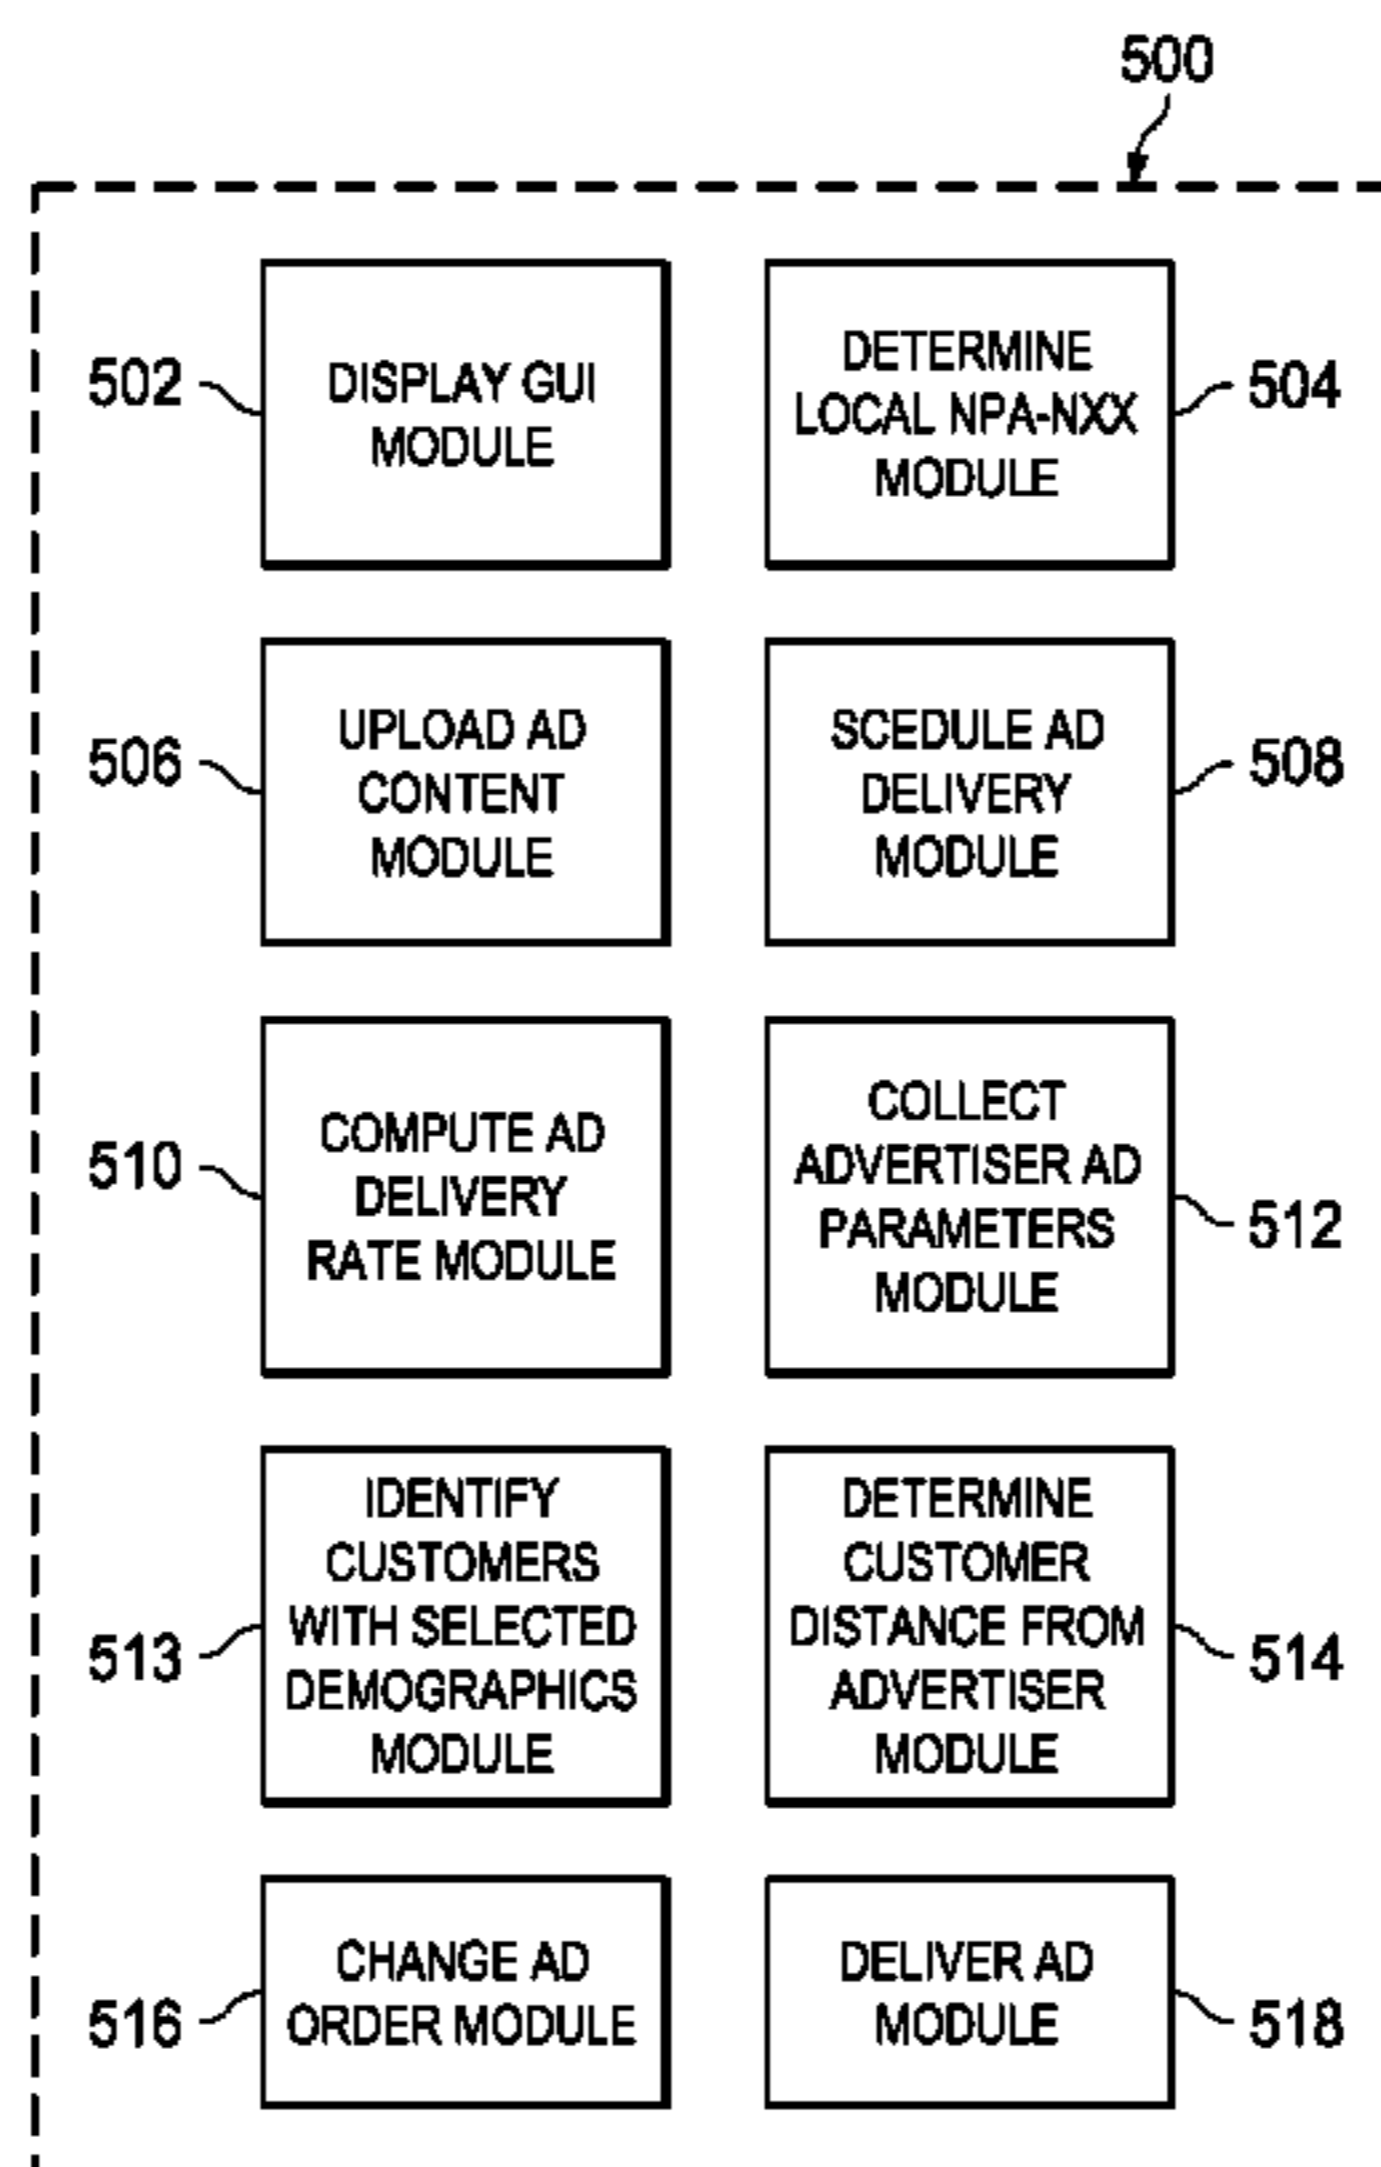 500
502
DISPLAY GUI
MODULE
DETERMINE
LOCAL NPA-NXX
MODULE
504
506
UPLOAD AD
CONTENT
MODULE
SCEDULE AD
DELIVERY
MODULE
508
510
COMPUTE AD
DELIVERY
RATE MODULE
COLLECT
ADVERTISER AD
PARAMETERS
MODULE
512
513
IDENTIFY
CUSTOMERS
WITH SELECTED
DEMOGRAPHICS
MODULE
DETERMINE
CUSTOMER
DISTANCE FROM
ADVERTISER
MODULE
514
516
CHANGE AD
ORDER MODULE
DELIVER AD
MODULE
518